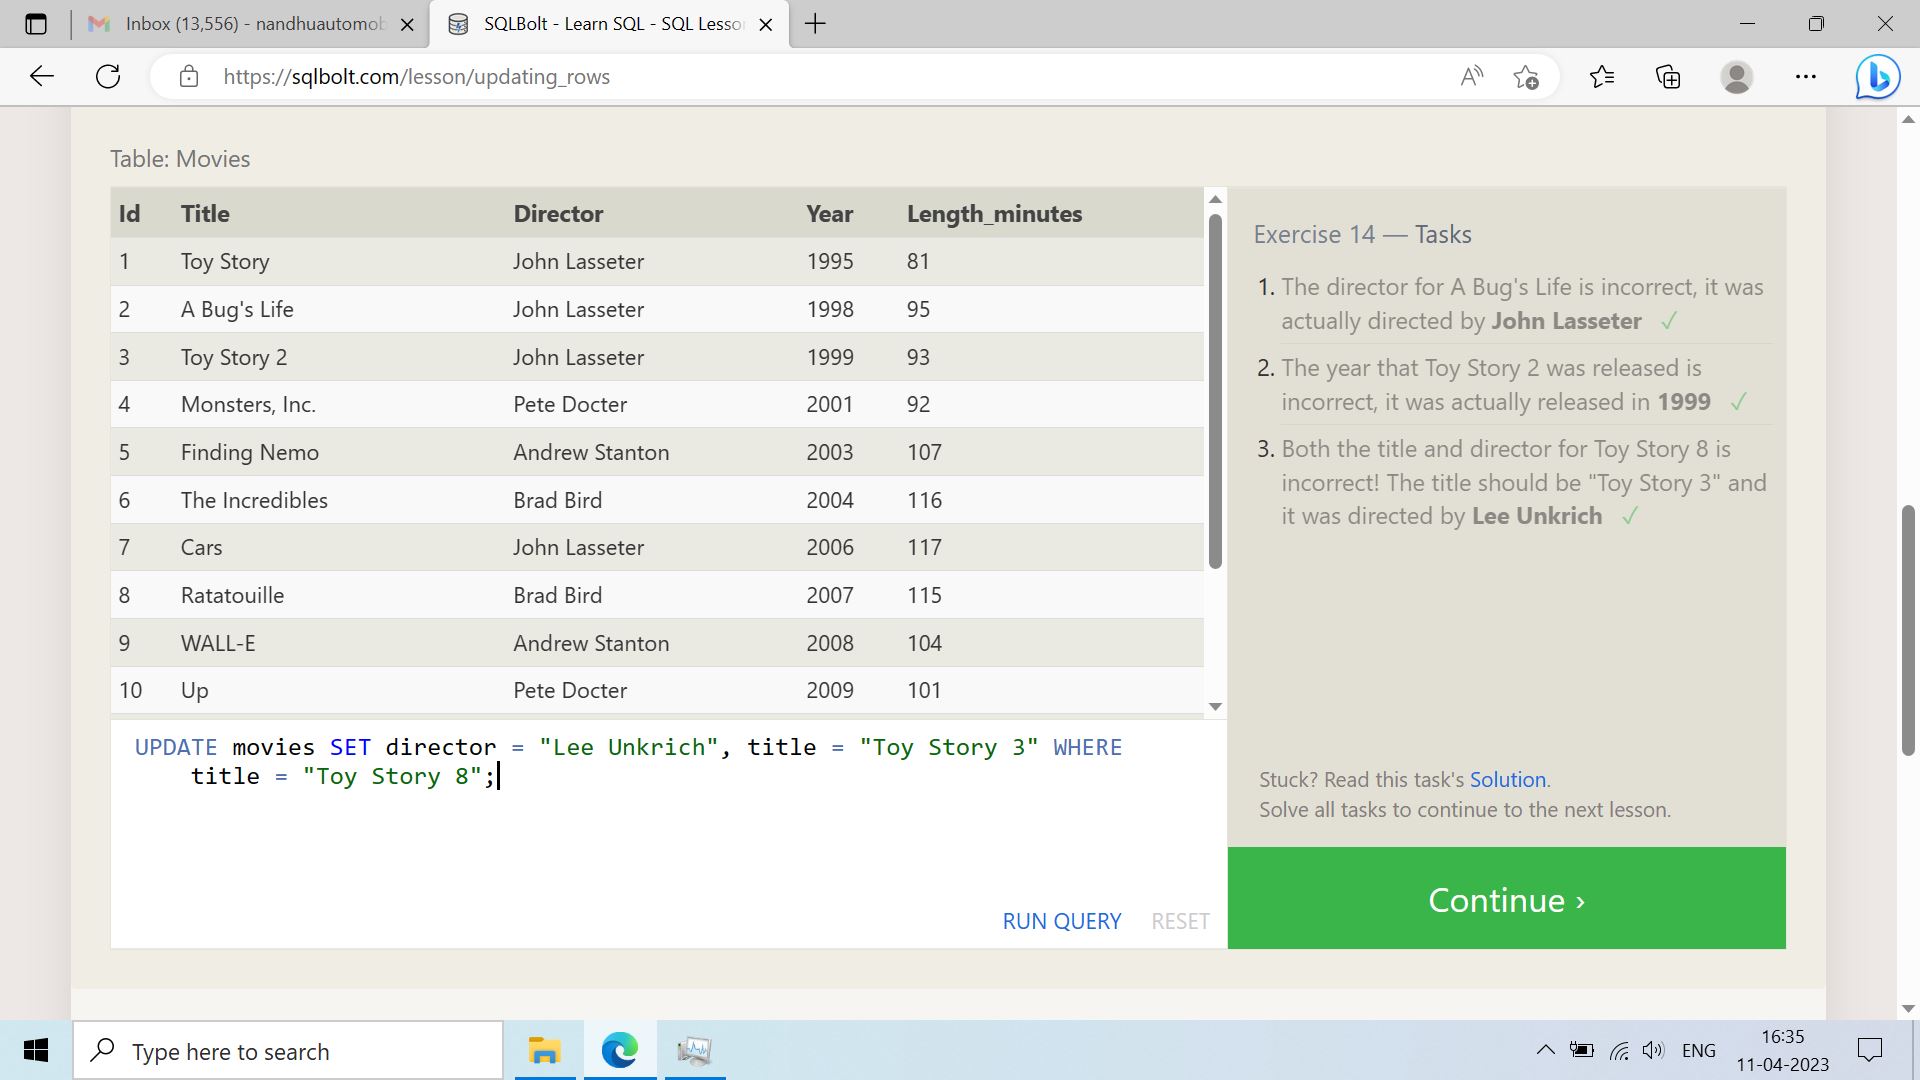 Inbox (13,556) - nandhuautomob
SQLBolt - Learn SQL - SQL Lesso
https://sqlbolt.com/lesson/updating_rows
Table: Movies
Id Title Director Year Length_minutes
1 Toy Story John Lasseter 1995 81
2 A Bug's Life John Lasseter 1998 95
3 Toy Story 2 John Lasseter 1999 93
4 Monsters, Inc. Pete Docter 2001 92
5 Finding Nemo Andrew Stanton 2003 107
6 The Incredibles Brad Bird 2004 116
7 Cars John Lasseter 2006 117
8 Ratatouille Brad Bird 2007 115
9 WALL-E Andrew Stanton 2008 104
10 Up Pete Docter 2009 101
UPDATE movies SET director = "Lee Unkrich", title = "Toy Story 3" WHERE
title = "Toy Story 8";
RUN QUERY RESET
Exercise 14 — Tasks
1. The director for A Bug's Life is incorrect, it was
actually directed by John Lasseter ✓
2. The year that Toy Story 2 was released is
incorrect, it was actually released in 1999 ✓
3. Both the title and director for Toy Story 8 is
incorrect! The title should be "Toy Story 3" and
it was directed by Lee Unkrich ✓
Stuck? Read this task's Solution.
Solve all tasks to continue to the next lesson.
Continue ›
Type here to search
ENG
16:35
11-04-2023